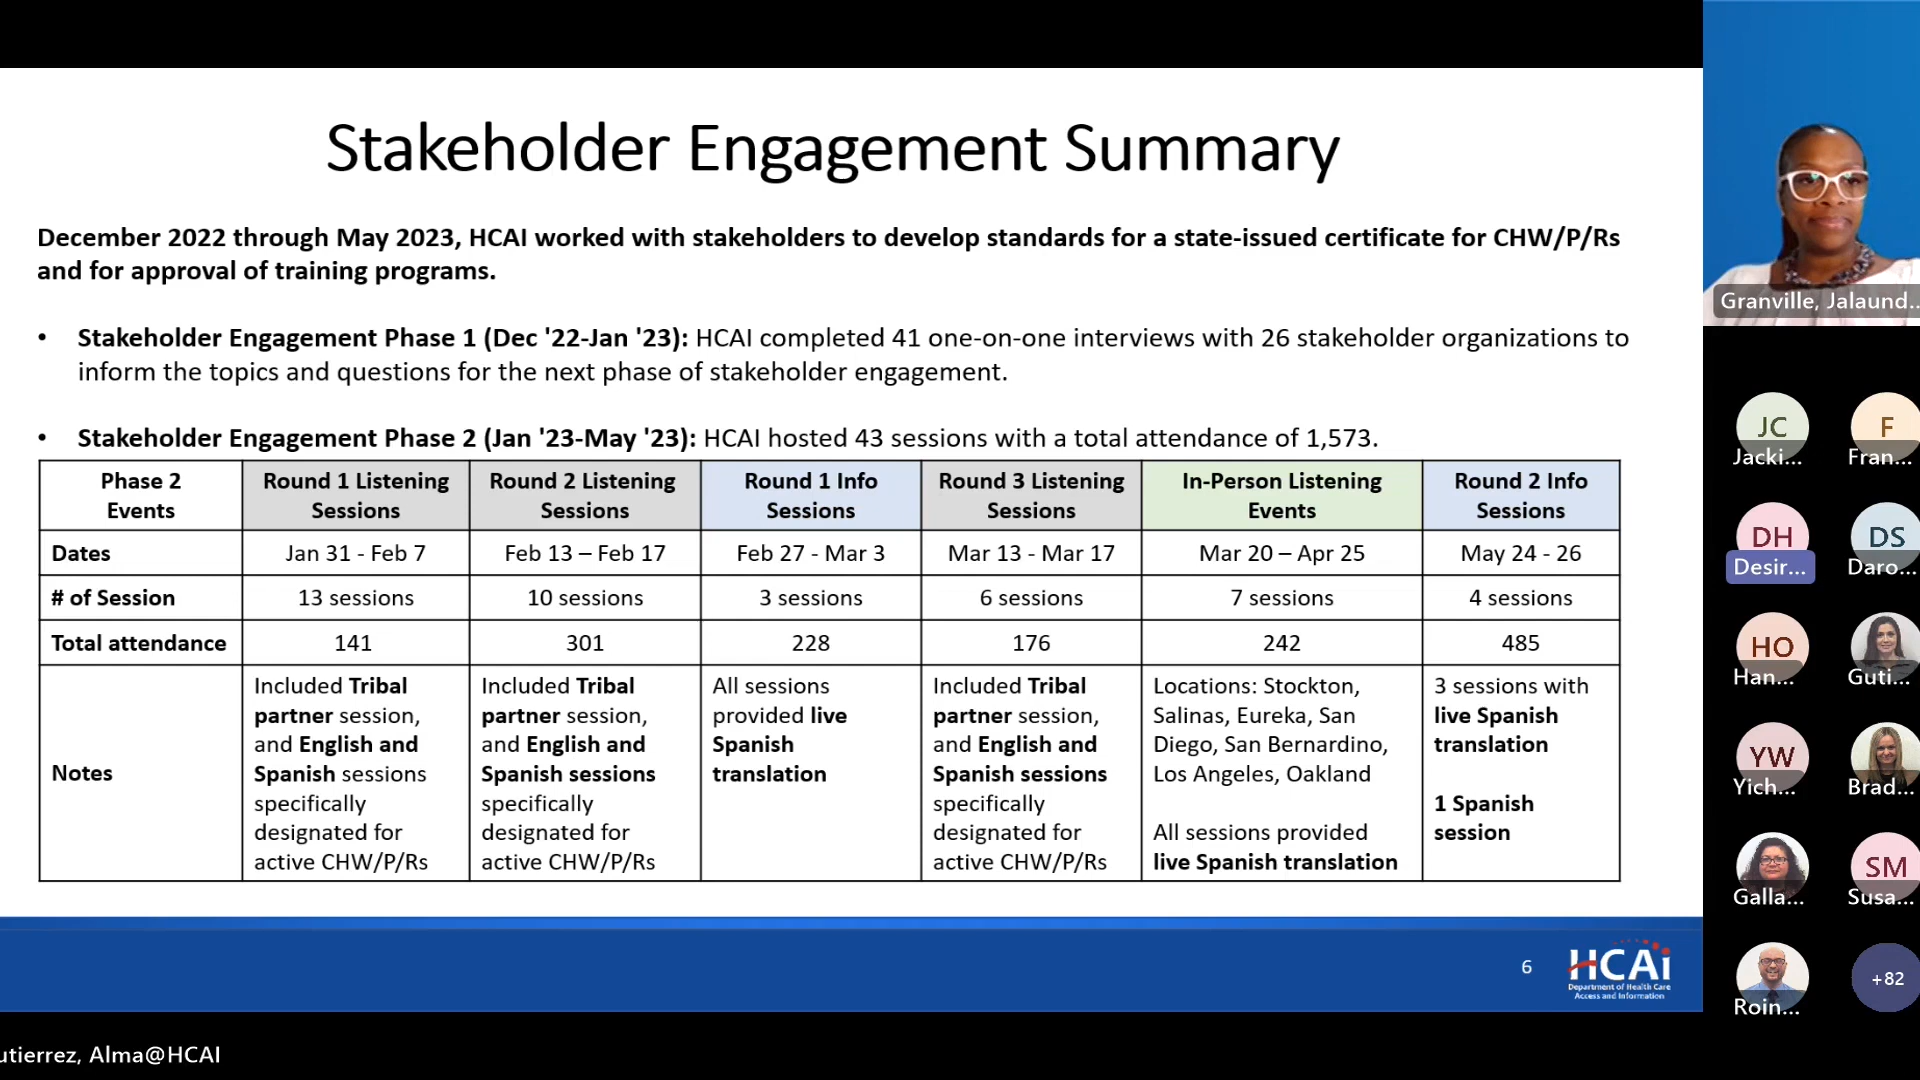 Stakeholder Engagement Summary
December 2022 through May 2023, HCAI worked with stakeholders to develop standards for a state-issued certificate for CHW/P/Rs
and for approval of training programs.
• Stakeholder Engagement Phase 1 (Dec '22-Jan '23): HCAI completed 41 one-on-one interviews with 26 stakeholder organizations to
inform the topics and questions for the next phase of stakeholder engagement.
• Stakeholder Engagement Phase 2 (Jan '23-May '23): HCAI hosted 43 sessions with a total attendance of 1,573.
Phase 2
Events
Round 1 Listening
Sessions
Round 2 Listening
Sessions
Round 1 Info
Sessions
Round 3 Listening
Sessions
In-Person Listening
Events
Round 2 Info
Sessions
Dates
Jan 31 - Feb 7
Feb 13 – Feb 17
Feb 27 - Mar 3
Mar 13 - Mar 17
Mar 20 – Apr 25
May 24 - 26
# of Session
13 sessions
10 sessions
3 sessions
6 sessions
7 sessions
4 sessions
Total attendance
141
301
228
176
242
485
Notes
Included Tribal
partner session,
and English and
Spanish sessions
specifically
designated for
active CHW/P/Rs
Included Tribal
partner session,
and English and
Spanish sessions
specifically
designated for
active CHW/P/Rs
All sessions
provided live
Spanish
translation
Included Tribal
partner session,
and English and
Spanish sessions
specifically
designated for
active CHW/P/Rs
Locations: Stockton,
Salinas, Eureka, San
Diego, San Bernardino,
Los Angeles, Oakland
All sessions provided
live Spanish translation
3 sessions with
live Spanish
translation
1 Spanish
session
6
HCAi
Department of Health Care
Access and Information
Granville, Jalaund...
JC
Jacki...
F
Fran...
DH
Desir...
DS
Daro...
HO
Han...
Guti...
YW
Yich...
Brad...
Galla...
SM
Susa...
Roin...
+82
utierrez, Alma@HCAI